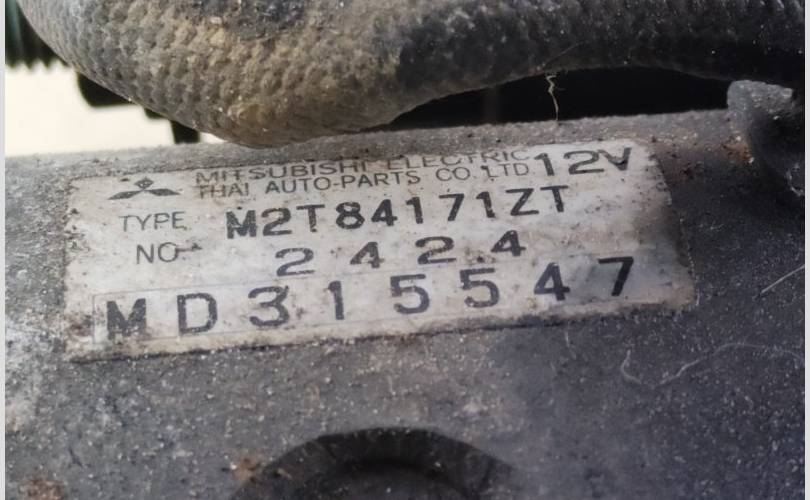 MITSUBISHI ELECTRIC
THAI AUTO-PARTS CO. LTD 12V
TYPE M2T84171ZT
NO 2424
MD315547